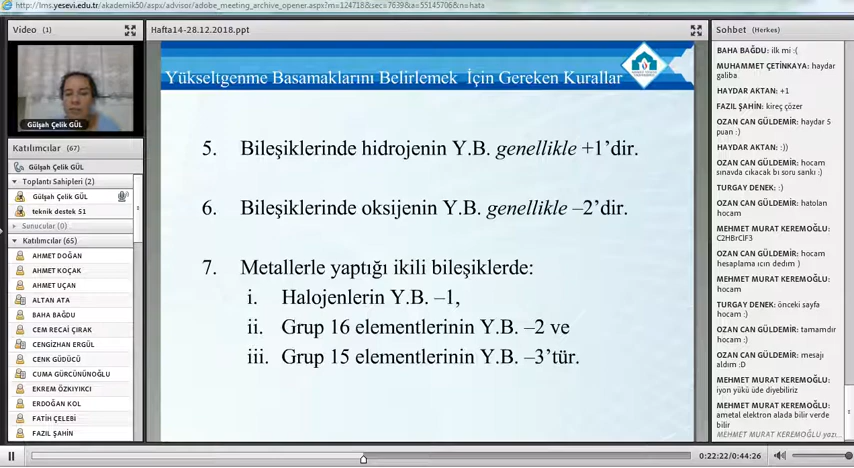 http://lms.yesevi.edu.tr/akademik50/aspx/advisor/adobe_meeting_archive_opener.aspx?m=124718&sec=7639&a=55145706&n=hata
Video (1)
Gülşah Çelik GÜL
Katılımcılar (67)
Gülşah Çelik GÜL
Toplantı Sahipleri (2)
Gülşah Çelik GÜL
teknik destek 51
Sunucular (0)
Katılımcılar (65)
AHMET DOĞAN
AHMET KOÇAK
AHMET UÇAN
ALTAN ATA
BAHA BAĞDU
CEM RECAİ ÇIRAK
CENGİZHAN ERGÜL
CENK GÜDÜCÜ
CUMA GÜRCÜNÜNOĞLU
EKREM ÖZKIYIKCI
ERDOĞAN KOL
FATİH ÇELEBİ
FAZIL ŞAHİN
Hafta14-28.12.2018.ppt
Yükseltgenme Basamaklarını Belirlemek İçin Gereken Kurallar
5. Bileşiklerinde hidrojenin Y.B. genellikle +1’dir.
6. Bileşiklerinde oksijenin Y.B. genellikle –2’dir.
7. Metallerle yaptığı ikili bileşiklerde:
i. Halojenlerin Y.B. –1,
ii. Grup 16 elementlerinin Y.B. –2 ve
iii. Grup 15 elementlerinin Y.B. –3’tür.
Sohbet (Herkes)
BAHA BAĞDU: ilk mi :(
MUHAMMET ÇETİNKAYA: haydar
galiba
HAYDAR AKTAN: +1
FAZIL ŞAHİN: kireç çözer
OZAN CAN GÜLDEMİR: haydar 5
puan :)
HAYDAR AKTAN: :))
OZAN CAN GÜLDEMİR: hocam
sınavda cıkacak bı soru sankı :)
TURGAY DENEK: :)
OZAN CAN GÜLDEMİR: hatolan
hocam
MEHMET MURAT KEREMOĞLU:
C2HBrClF3
OZAN CAN GÜLDEMİR: hocam
hesaplama ıcın dedım )
MEHMET MURAT KEREMOĞLU:
hocam
TURGAY DENEK: önceki sayfa
hocam :)
OZAN CAN GÜLDEMİR: tamamdır
hocam :)
OZAN CAN GÜLDEMİR: mesajı
aldım :D
MEHMET MURAT KEREMOĞLU:
iyon yükü üde diyebiliriz
MEHMET MURAT KEREMOĞLU:
ametal elektron alada bilir verde
bilir
MEHMET MURAT KEREMOĞLU yazı...
0:22:22/0:44:26